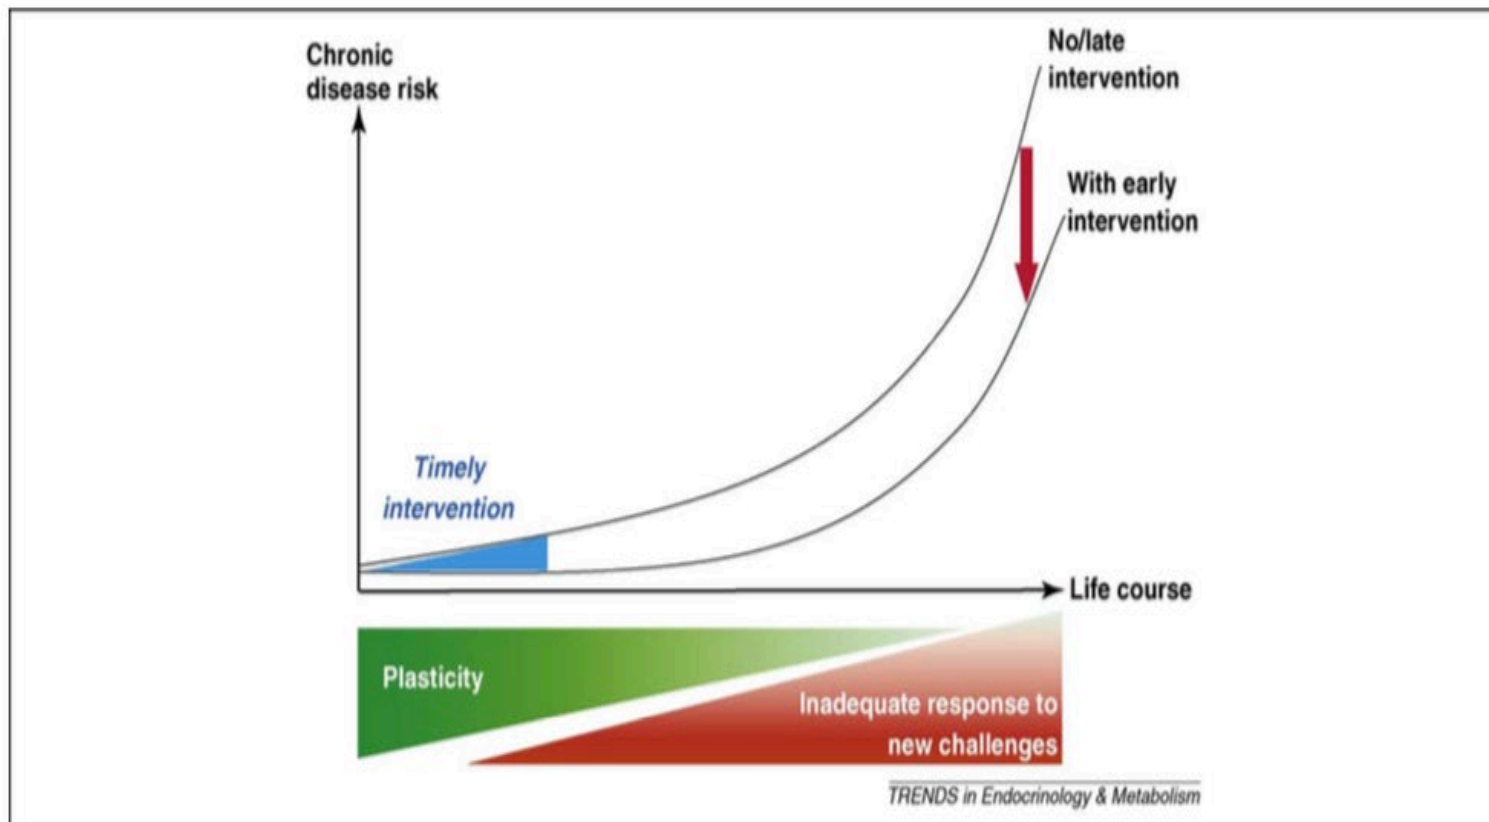 Chronic
disease risk
No/late
intervention
With early
intervention
Timely
intervention
Life course
Plasticity
Inadequate response to
new challenges
TRENDS in Endocrinology & Metabolism